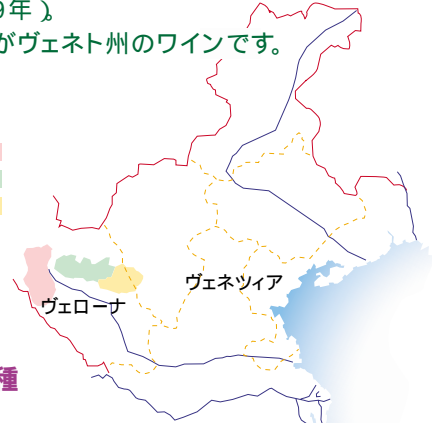 9年）。
がヴェネト州のワインです。
ヴェネツィア
ヴェローナ
種